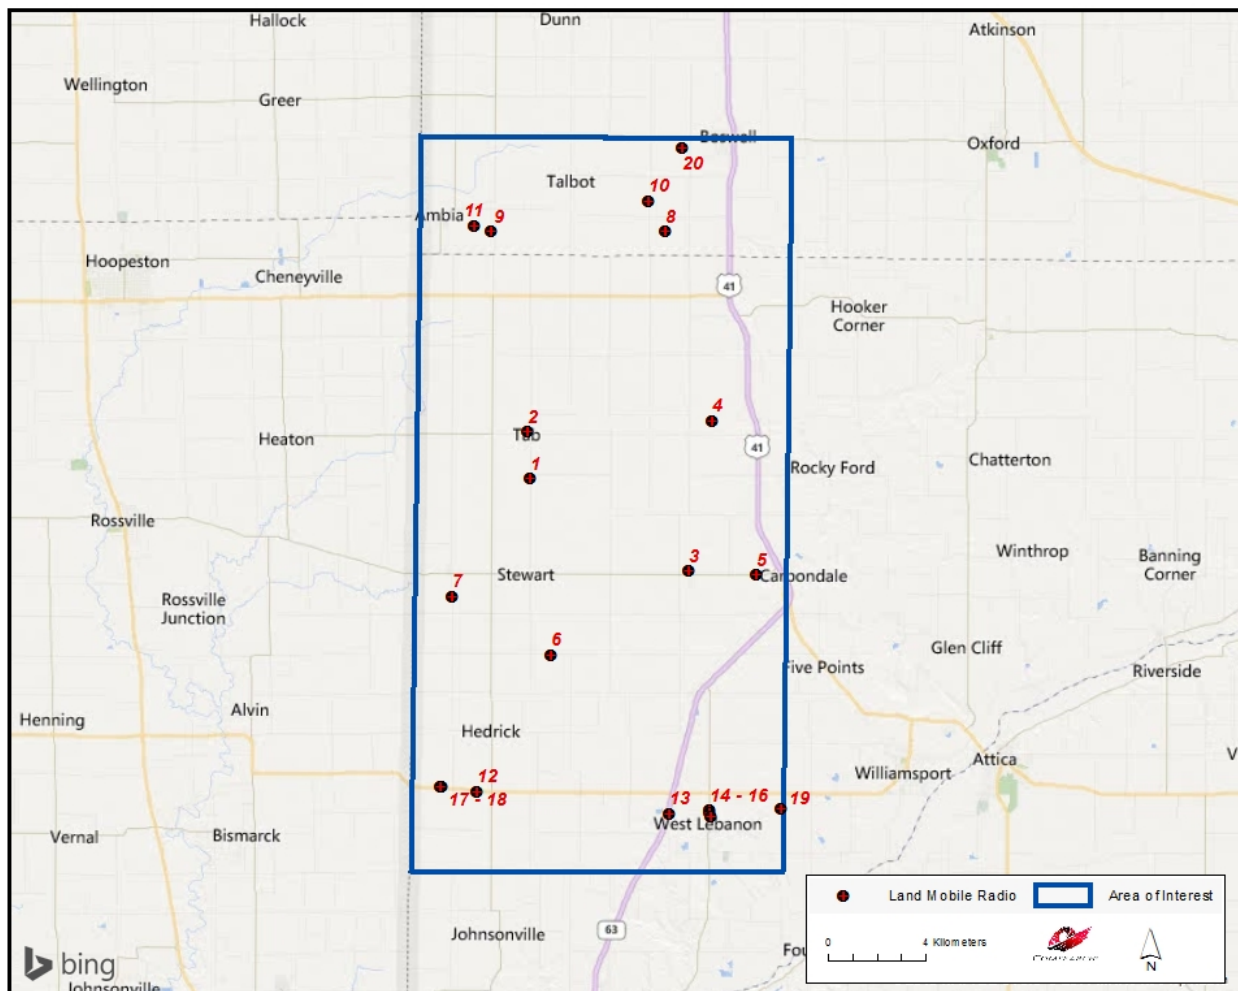 Hallock
Dunn
Atkinson
Wellington
Greer
Boswell
Oxford
20
Talbot
10
11
9
Ambia
8
Hoopeston
Cheneyville
41
Hooker
Corner
2
4
Tab
Heaton
41
1
Rocky Ford
Chatterton
Rossville
3
5
Winthrop
Banning
Corner
Stewart
Carbondale
7
Rossville
Junction
6
Glen Cliff
Five Points
Riverside
Alvin
Henning
Hedrick
Attica
Williamsport
12
17 - 18
13
14 - 16
19
West Lebanon
Vernal
Bismarck
Johnsonville
63
Land Mobile Radio
Area of Interest
0
4 Kilometers
N
bing
Johnsonville